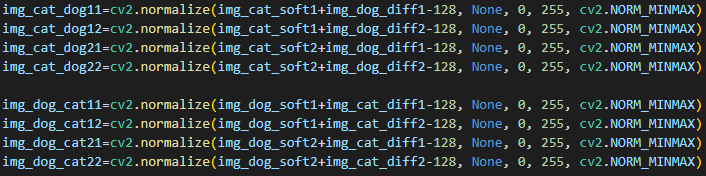 img_cat_dog11=cv2.normalize(img_cat_soft1+img_dog_diff1-128, None, 0, 255, cv2.NORM_MINMAX)
img_cat_dog12=cv2.normalize(img_cat_soft1+img_dog_diff2-128, None, 0, 255, cv2.NORM_MINMAX)
img_cat_dog21=cv2.normalize(img_cat_soft2+img_dog_diff1-128, None, 0, 255, cv2.NORM_MINMAX)
img_cat_dog22=cv2.normalize(img_cat_soft2+img_dog_diff2-128, None, 0, 255, cv2.NORM_MINMAX)
img_dog_cat11=cv2.normalize(img_dog_soft1+img_cat_diff1-128, None, 0, 255, cv2.NORM_MINMAX)
img_dog_cat12=cv2.normalize(img_dog_soft1+img_cat_diff2-128, None, 0, 255, cv2.NORM_MINMAX)
img_dog_cat21=cv2.normalize(img_dog_soft2+img_cat_diff1-128, None, 0, 255, cv2.NORM_MINMAX)
img_dog_cat22=cv2.normalize(img_dog_soft2+img_cat_diff2-128, None, 0, 255, cv2.NORM_MINMAX)